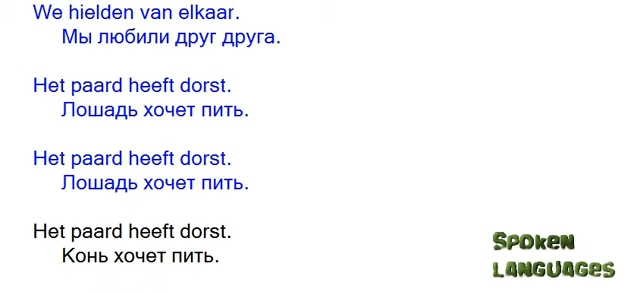 We hielden van elkaar.
Мы любили друг друга.
Het paard heeft dorst.
Лошадь хочет пить.
Het paard heeft dorst.
Лошадь хочет пить.
Het paard heeft dorst.
Конь хочет пить.
Spoken
Languages